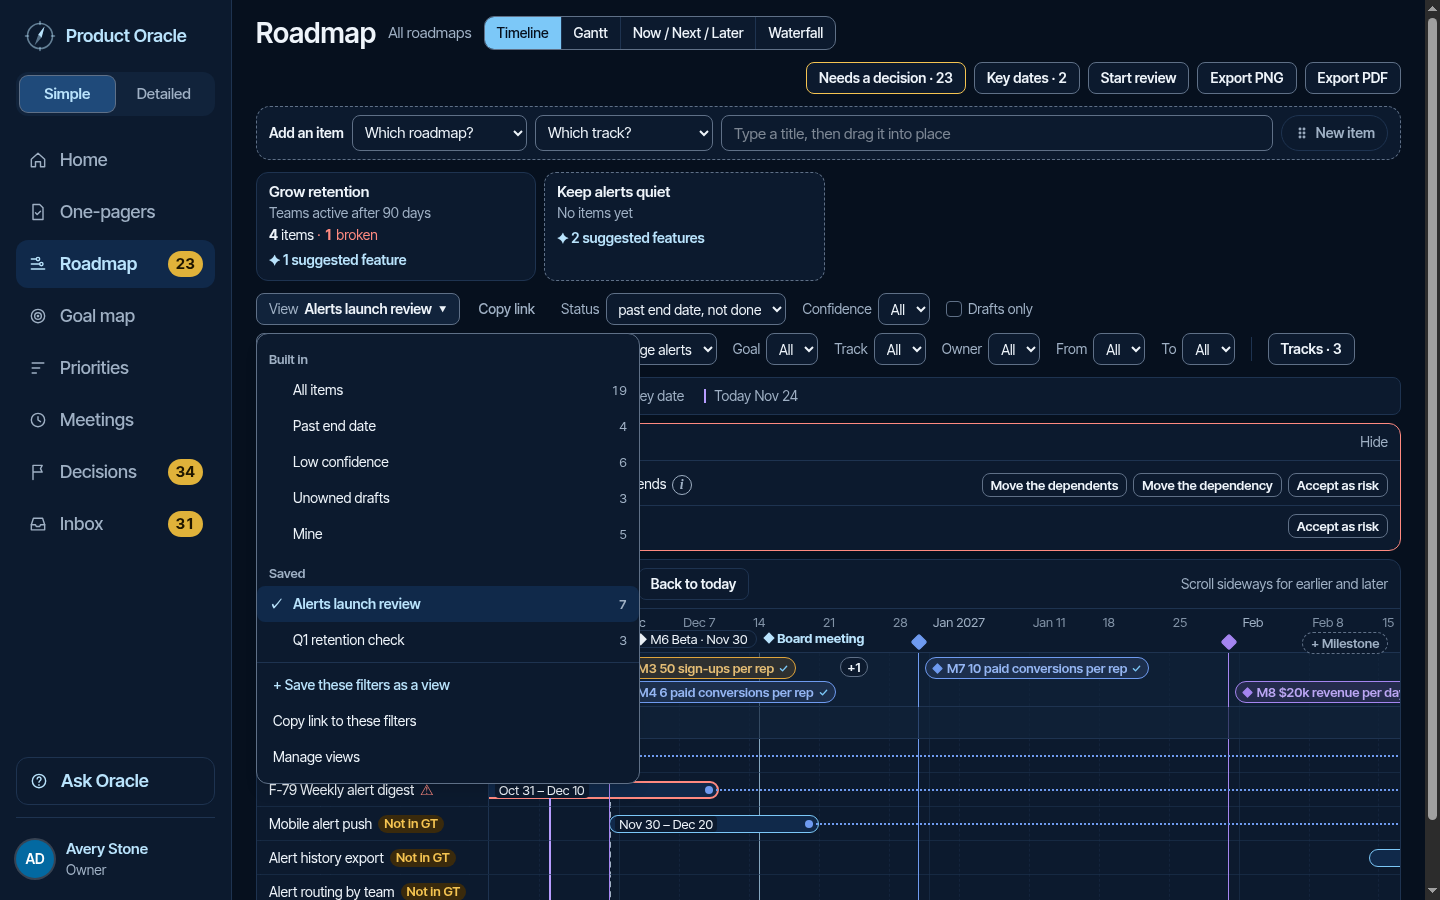 Product Oracle
Simple
Detailed
Home
One-pagers
Roadmap 23
Goal map
Priorities
Meetings
Decisions 34
Inbox 31
Ask Oracle
AD
Avery Stone
Owner
Roadmap All roadmaps Timeline Gantt Now / Next / Later Waterfall
Needs a decision · 23 Key dates · 2 Start review Export PNG Export PDF
Add an item Which roadmap? Which track? Type a title, then drag it into place New item
Grow retention
Teams active after 90 days
4 items · 1 broken
✦ 1 suggested feature
Keep alerts quiet
No items yet
✦ 2 suggested features
View Alerts launch review ▾ Copy link Status past end date, not done Confidence All Drafts only
ge alerts Goal All Track All Owner All From All To All Tracks · 3
Built in
All items 19
Past end date 4
Low confidence 6
Unowned drafts 3
Mine 5
Saved
✓ Alerts launch review 7
Q1 retention check 3
+ Save these filters as a view
Copy link to these filters
Manage views
ey date Today Nov 24
Hide
ends i Move the dependents Move the dependency Accept as risk
Accept as risk
Back to today Scroll sideways for earlier and later
c Dec 7 14 21 28 Jan 2027 Jan 11 18 25 Feb Feb 8 15
M6 Beta · Nov 30 Board meeting + Milestone
M3 50 sign-ups per rep ✓ +1 M7 10 paid conversions per rep ✓
M4 6 paid conversions per rep ✓ M8 $20k revenue per da
F-79 Weekly alert digest ⚠ Oct 31 – Dec 10
Mobile alert push Not in GT Nov 30 – Dec 20
Alert history export Not in GT
Alert routing by team Not in GT